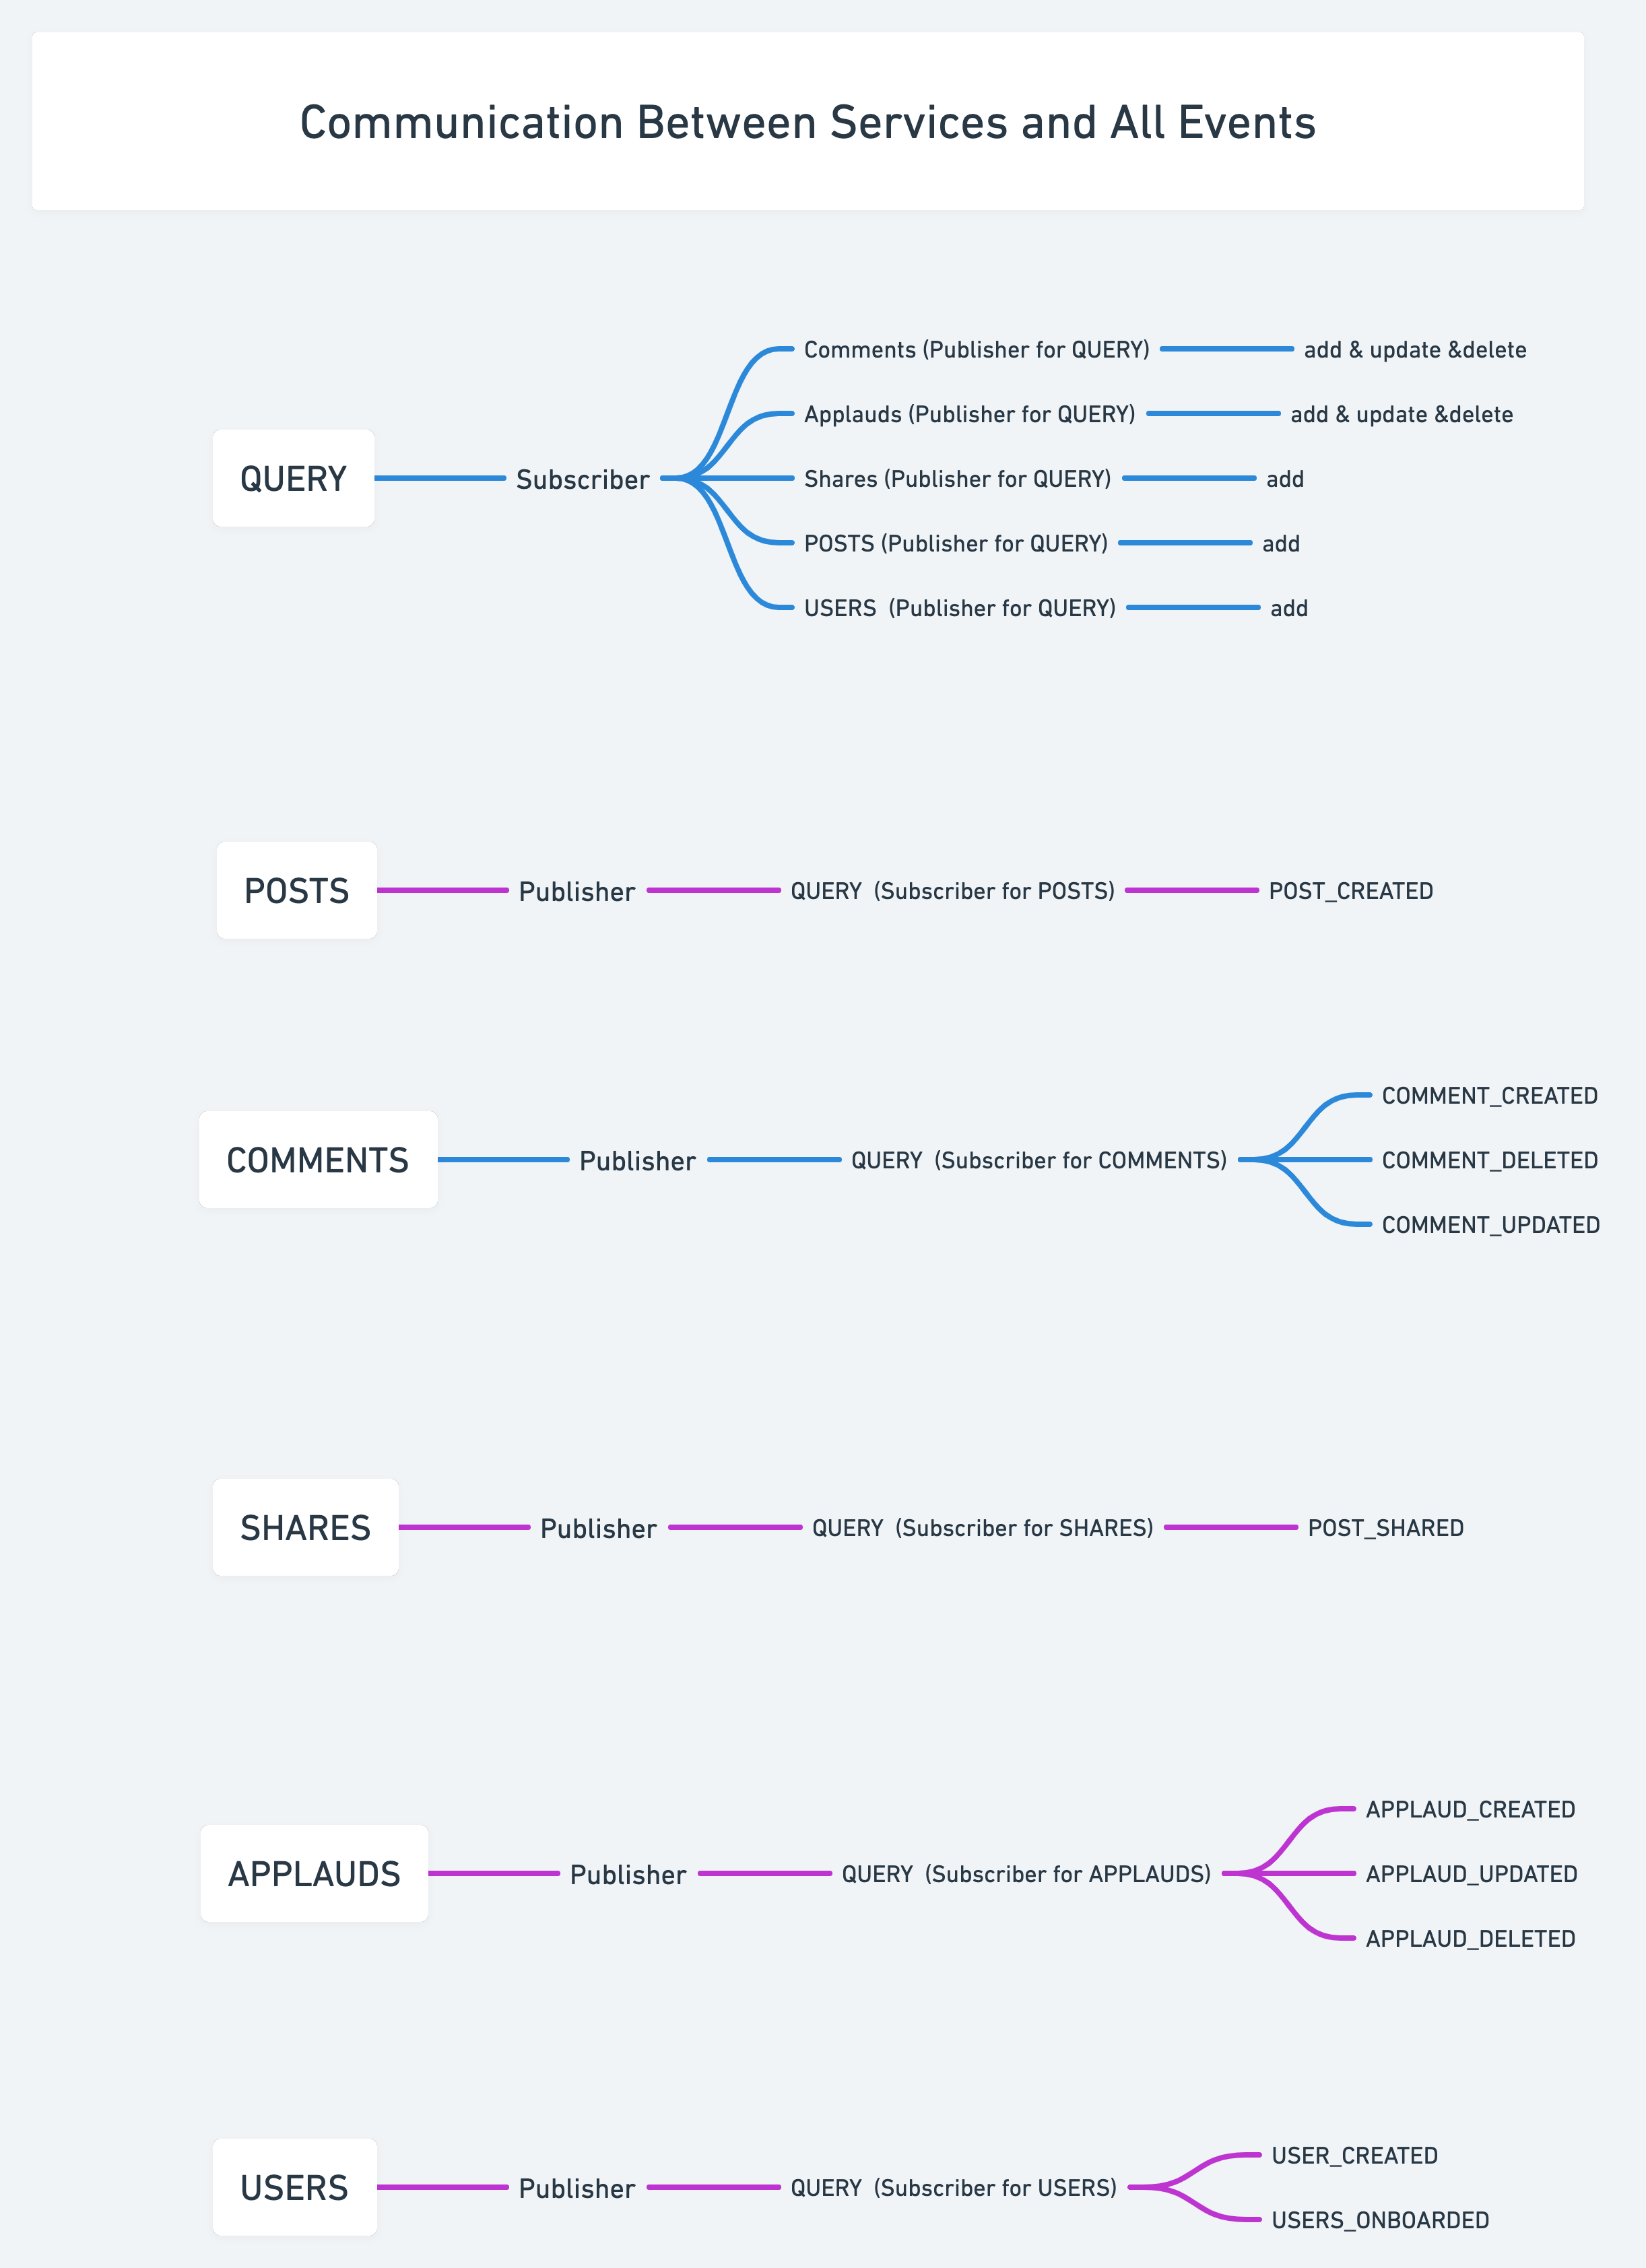 Communication Between Services and All Events
Comments (Publisher for QUERY) add & update &delete
Applauds (Publisher for QUERY) add & update &delete
QUERY Subscriber Shares (Publisher for QUERY) add
POSTS (Publisher for QUERY) add
USERS  (Publisher for QUERY) add
POSTS Publisher QUERY  (Subscriber for POSTS) POST_CREATED
COMMENT_CREATED
COMMENTS Publisher QUERY  (Subscriber for COMMENTS) COMMENT_DELETED
COMMENT_UPDATED
SHARES Publisher QUERY  (Subscriber for SHARES) POST_SHARED
APPLAUD_CREATED
APPLAUDS Publisher QUERY  (Subscriber for APPLAUDS) APPLAUD_UPDATED
APPLAUD_DELETED
USER_CREATED
USERS Publisher QUERY  (Subscriber for USERS)
USERS_ONBOARDED